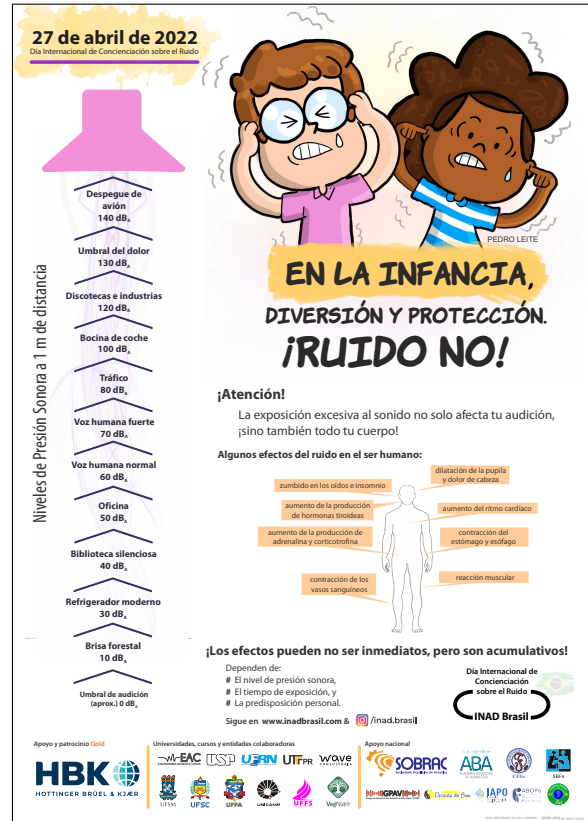 27 de abril de 2022
Día Internacional de Concienciación sobre el Ruido
Niveles de Presión Sonora a 1 m de distancia
Despegue de
avión
140 dBA
Umbral del dolor
130 dBA
Discotecas e industrias
120 dBA
Bocina de coche
100 dBA
Tráfico
80 dBA
Voz humana fuerte
70 dBA
Voz humana normal
60 dBA
Oficina
50 dBA
Biblioteca silenciosa
40 dBA
Refrigerador moderno
30 dBA
Brisa forestal
10 dBA
Umbral de audición
(aprox.) 0 dBA
PEDRO LEITE
EN LA INFANCIA,
DIVERSIÓN Y PROTECCIÓN.
¡RUIDO NO!
¡Atención!
La exposición excesiva al sonido no solo afecta tu audición,
¡sino también todo tu cuerpo!
Algunos efectos del ruido en el ser humano:
zumbido en los oídos e insomnio
aumento de la producción
de hormonas tiroideas
aumento de la producción de
adrenalina y corticotrofina
contracción de los
vasos sanguíneos
dilatación de la pupila
y dolor de cabeza
aumento del ritmo cardíaco
contracción del
estómago y esófago
reacción muscular
¡Los efectos pueden no ser inmediatos, pero son acumulativos!
Dependen de:
# El nivel de presión sonora,
# El tiempo de exposición, y
# La predisposición personal.
Sigue en www.inadbrasil.com & /inad.brasil
Día Internacional de
Concienciación
sobre el Ruido
INAD Brasil
Apoyo y patrocinio Gold
HBK
HOTTINGER BRÜEL & KJÆR
Universidades, cursos y entidades colaboradoras
EAC USP UFRN UTFPR wave
UFSM UFSC UFPA UNICAMP UFFS VegNutri
Apoyo nacional
SOBRAC ABA CFFa SBFa
GPAV IAPO ABOPe